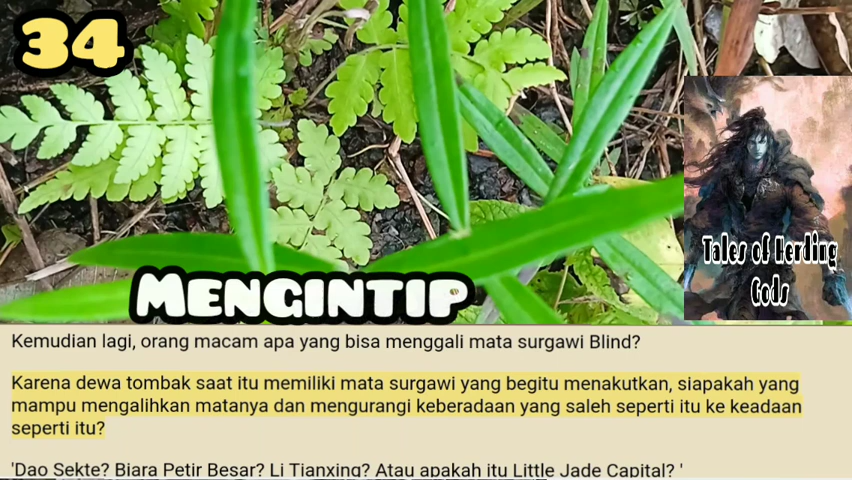 34
Tales of Herding
Gods
MENGINTIP
Kemudian lagi, orang macam apa yang bisa menggali mata surgawi Blind?
Karena dewa tombak saat itu memiliki mata surgawi yang begitu menakutkan, siapakah yang
mampu mengalihkan matanya dan mengurangi keberadaan yang saleh seperti itu ke keadaan
seperti itu?
'Dao Sekte? Biara Petir Besar? Li Tianxing? Atau apakah itu Little Jade Capital? '